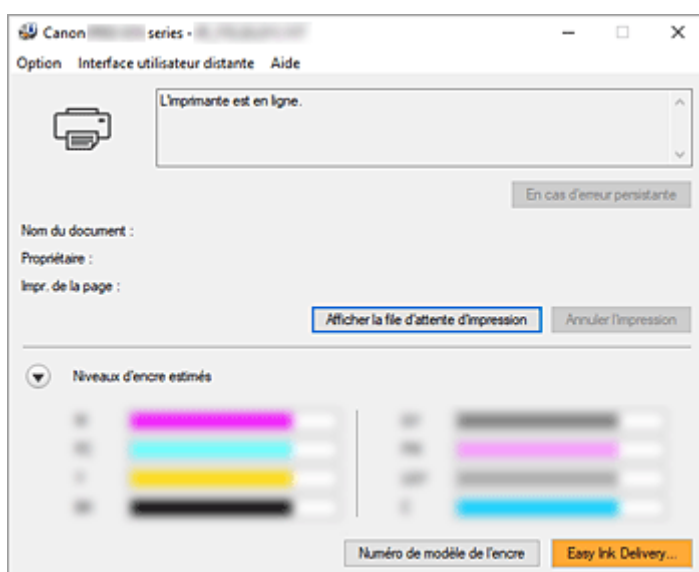 Canon series -
Option Interface utilisateur distante Aide
L'imprimante est en ligne.
En cas d'erreur persistante
Nom du document :
Propriétaire :
Impr. de la page :
Afficher la file d'attente d'impression Annuler l'impression
Niveaux d'encre estimés
Numéro de modèle de l'encre Easy Ink Delivery...